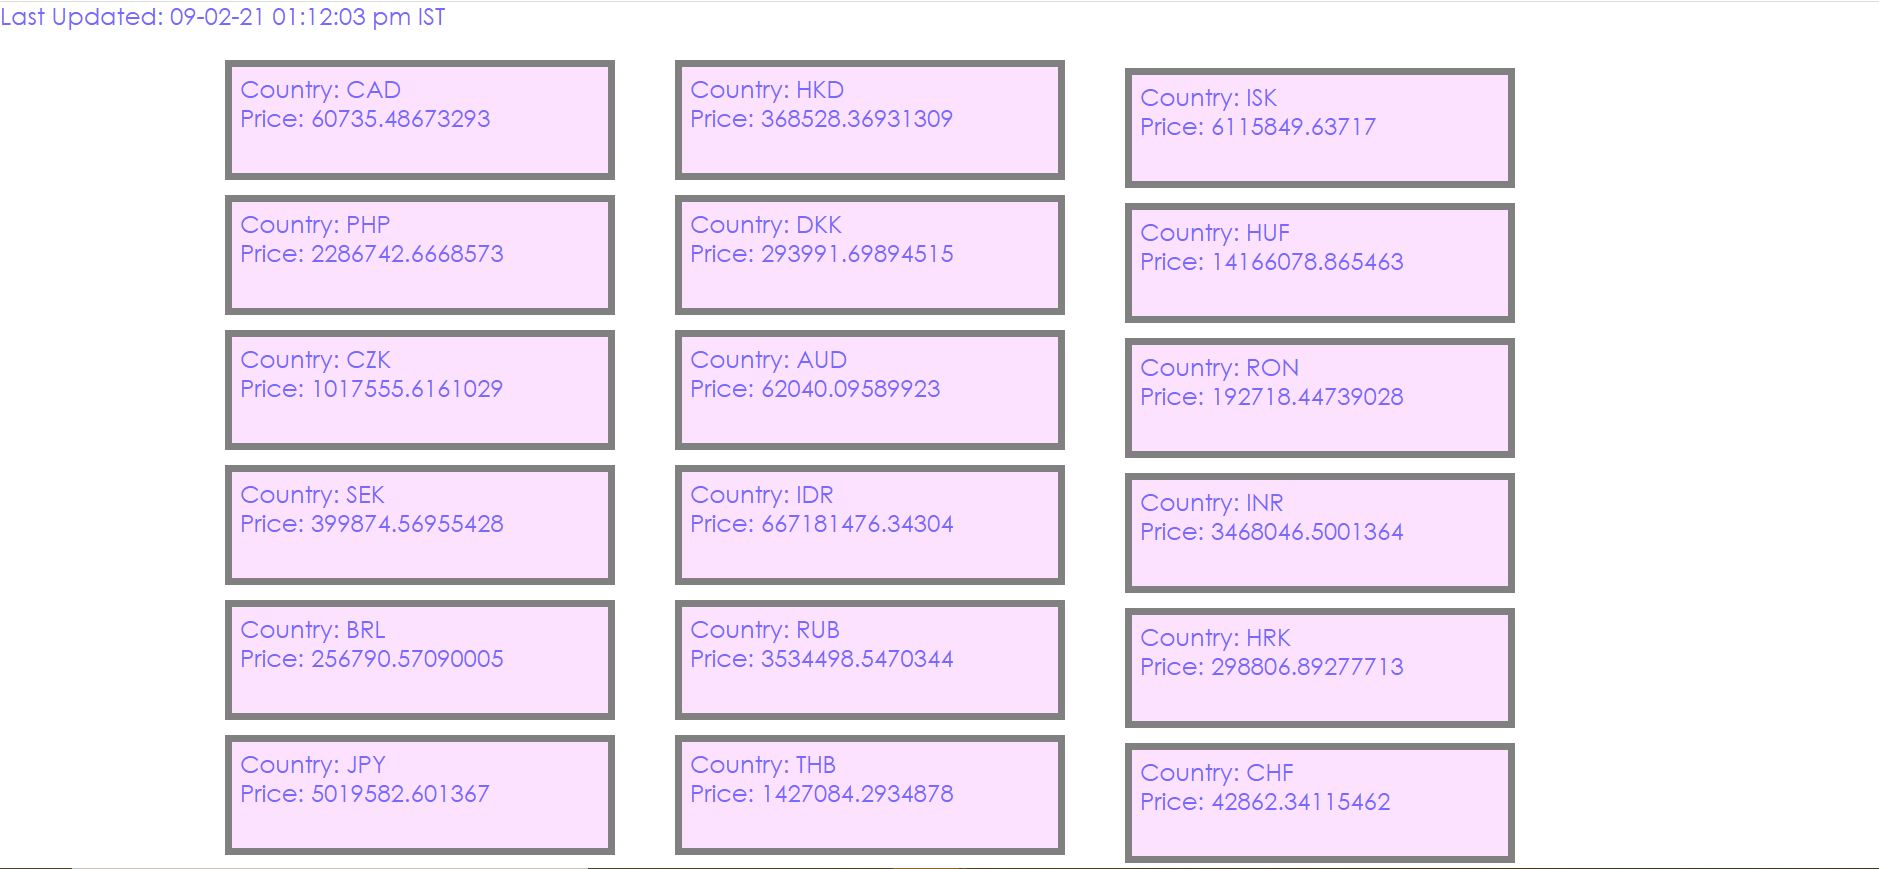 Last Updated: 09-02-21 01:12:03 pm IST
Country: CAD
Price: 60735.48673293
Country: HKD
Price: 368528.36931309
Country: ISK
Price: 6115849.63717
Country: PHP
Price: 2286742.6668573
Country: DKK
Price: 293991.69894515
Country: HUF
Price: 14166078.865463
Country: CZK
Price: 1017555.6161029
Country: AUD
Price: 62040.09589923
Country: RON
Price: 192718.44739028
Country: SEK
Price: 399874.56955428
Country: IDR
Price: 667181476.34304
Country: INR
Price: 3468046.5001364
Country: BRL
Price: 256790.57090005
Country: RUB
Price: 3534498.5470344
Country: HRK
Price: 298806.89277713
Country: JPY
Price: 5019582.601367
Country: THB
Price: 1427084.2934878
Country: CHF
Price: 42862.34115462